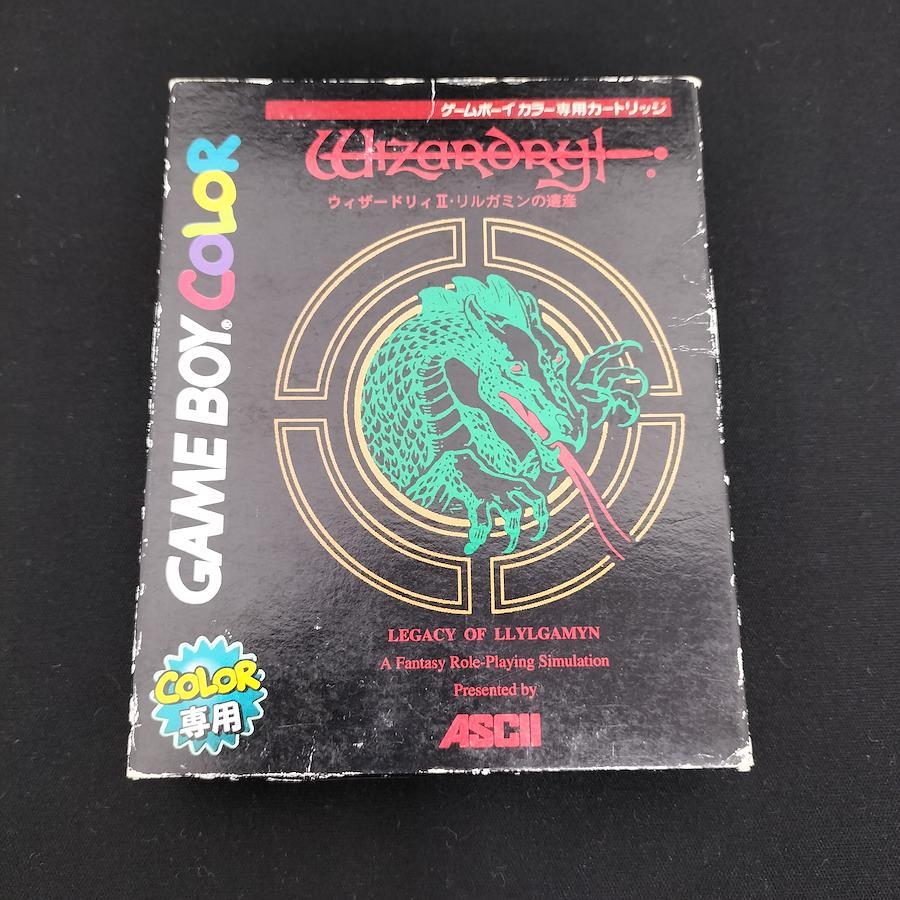 ゲームボーイカラー専用カートリッジ
Wizardry
ウィザードリィⅡ・リルガミンの遺産
GAME BOY® COLOR
LEGACY OF LLYLGAMYN
A Fantasy Role-Playing Simulation
Presented by
ASCII
COLOR
専用